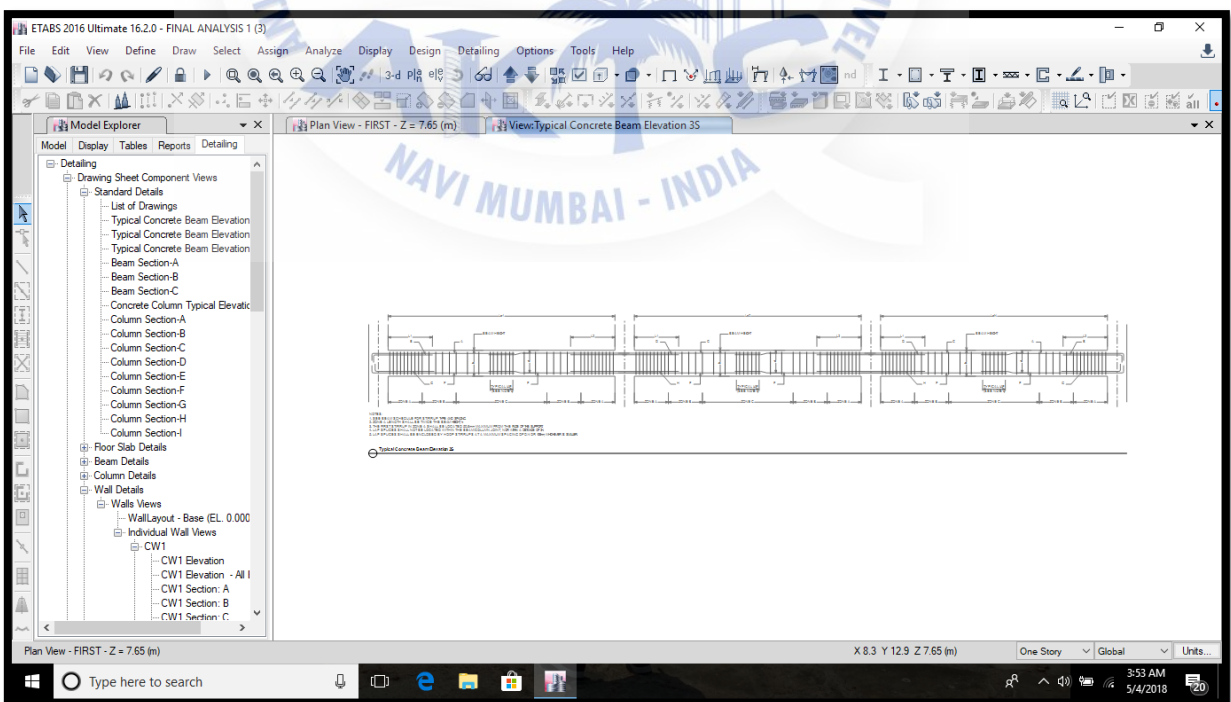 ETABS 2016 Ultimate 16.2.0 - FINAL ANALYSIS 1 (3)
File Edit View Define Draw Select Assign Analyze Display Design Detailing Options Tools Help
3-d nd
all
Model Explorer
Plan View - FIRST - Z = 7.65 (m)
View:Typical Concrete Beam Elevation 3S
Model Display Tables Reports Detailing
Detailing
Drawing Sheet Component Views
Standard Details
List of Drawings
Typical Concrete Beam Elevation
Typical Concrete Beam Elevation
Typical Concrete Beam Elevation
Beam Section-A
Beam Section-B
Beam Section-C
Concrete Column Typical Elevatio
Column Section-A
Column Section-B
Column Section-C
Column Section-D
Column Section-E
Column Section-F
Column Section-G
Column Section-H
Column Section-I
Floor Slab Details
Beam Details
Column Details
Wall Details
Walls Views
WallLayout - Base (EL. 0.000
Individual Wall Views
CW1
CW1 Elevation
CW1 Elevation - All
CW1 Section: A
CW1 Section: B
CW1 Section: C
NAVI MUMBAI - INDIA
Typical Concrete Beam Elevation 3S
Plan View - FIRST - Z = 7.65 (m)
X 8.3 Y 12.9 Z 7.65 (m)
One Story
Global
Units...
Type here to search
3:53 AM
5/4/2018
20